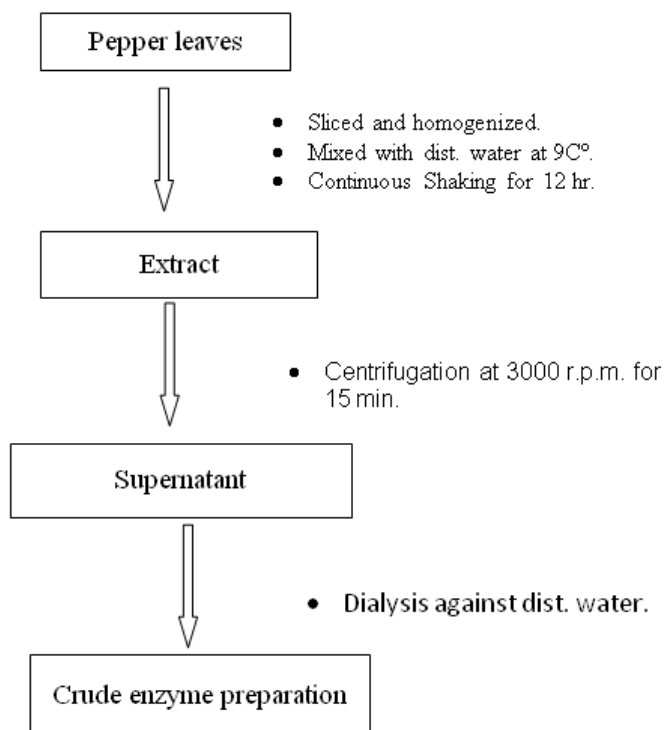 Pepper leaves
• Sliced and homogenized.
• Mixed with dist. water at 9Cº.
• Continuous Shaking for 12 hr.
Extract
• Centrifugation at 3000 r.p.m. for
15 min.
Supernatant
• Dialysis against dist. water.
Crude enzyme preparation